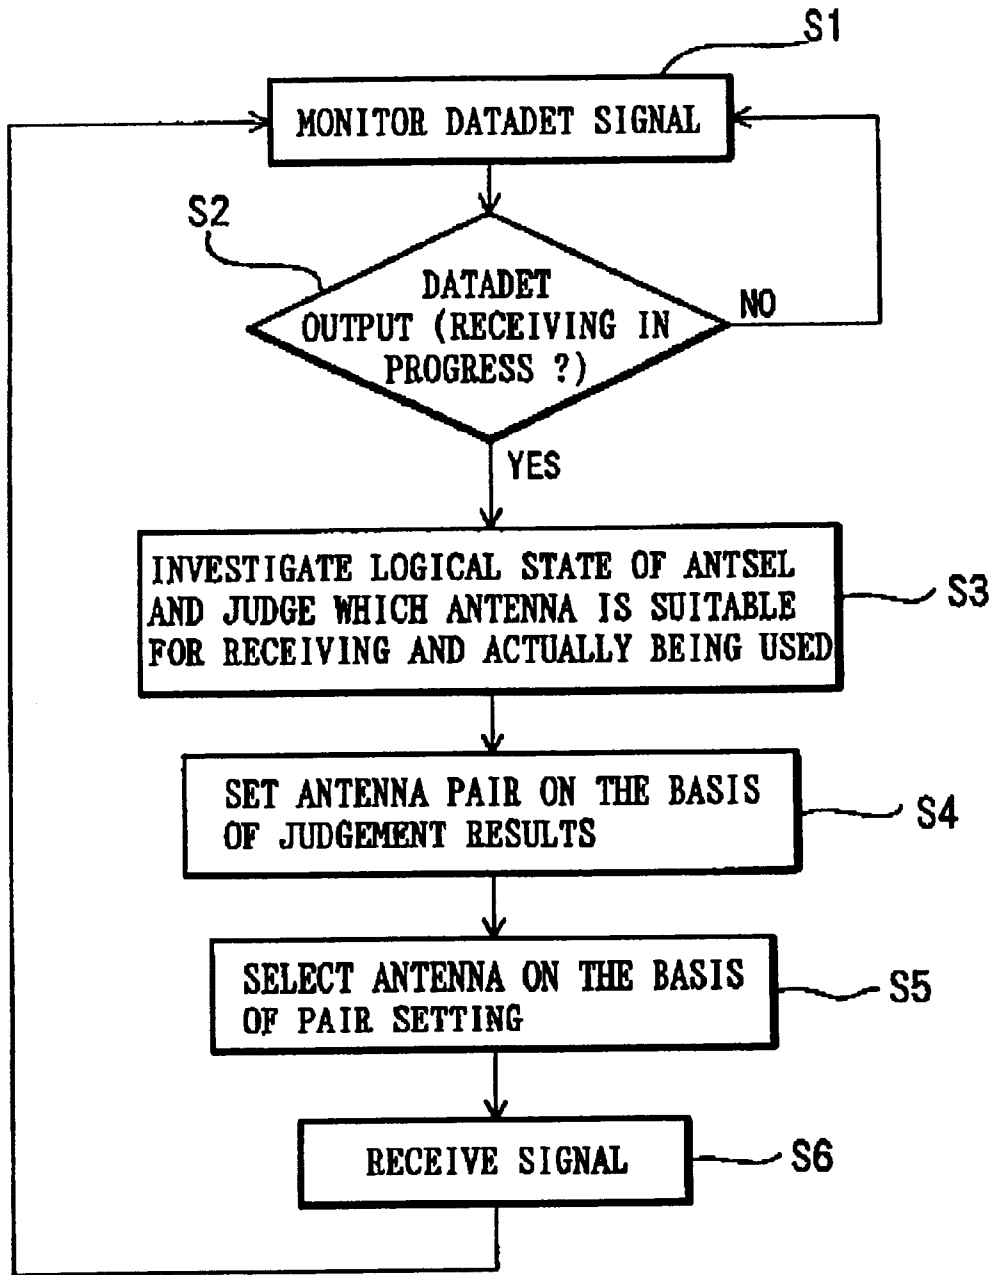 S1
MONITOR DATADET SIGNAL
S2
DATADET
OUTPUT (RECEIVING IN
PROGRESS ?)
NO
YES
INVESTIGATE LOGICAL STATE OF ANTSEL
AND JUDGE WHICH ANTENNA IS SUITABLE
FOR RECEIVING AND ACTUALLY BEING USED
S3
SET ANTENNA PAIR ON THE BASIS
OF JUDGEMENT RESULTS
S4
SELECT ANTENNA ON THE BASIS
OF PAIR SETTING
S5
RECEIVE SIGNAL
S6